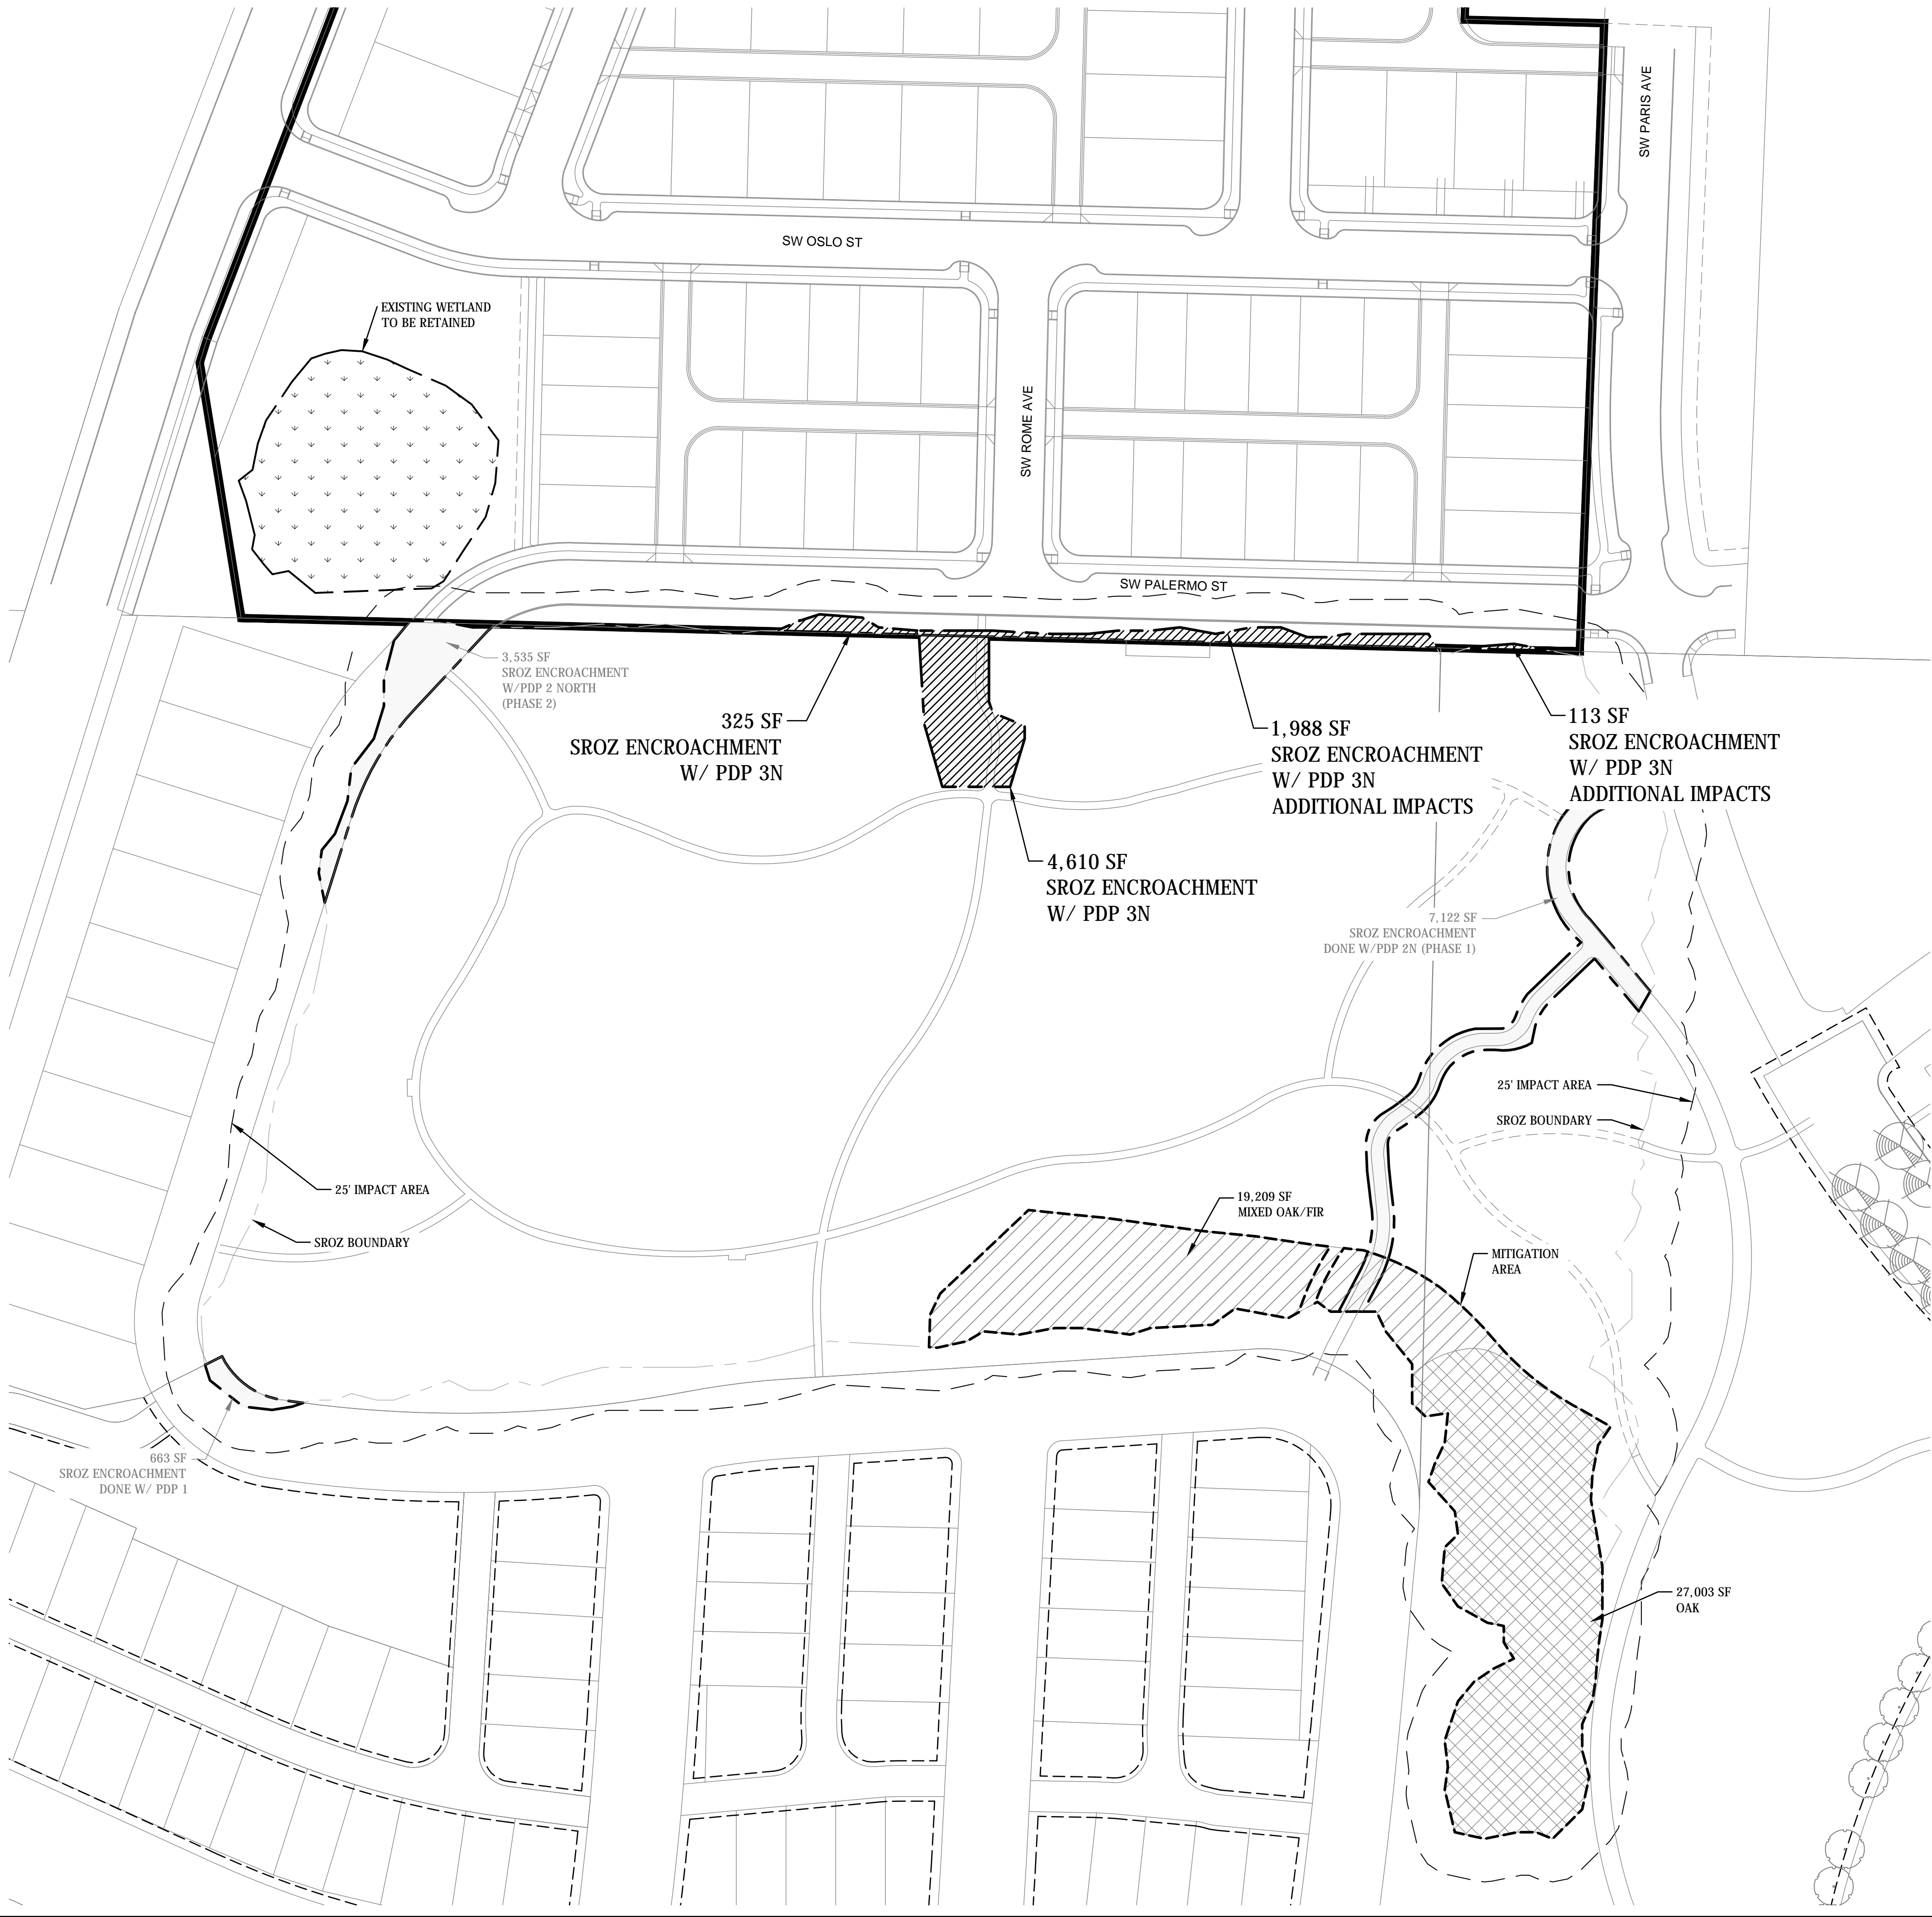 SW PARIS AVE
SW OSLO ST
EXISTING WETLAND
TO BE RETAINED
SW ROME AVE
SW PALERMO ST
3,535 SF
SROZ ENCROACHMENT
W/PDP 2 NORTH
(PHASE 2)
325 SF
SROZ ENCROACHMENT
W/ PDP 3N
1,988 SF
SROZ ENCROACHMENT
W/ PDP 3N
ADDITIONAL IMPACTS
113 SF
SROZ ENCROACHMENT
W/ PDP 3N
ADDITIONAL IMPACTS
4,610 SF
SROZ ENCROACHMENT
W/ PDP 3N
7,122 SF
SROZ ENCROACHMENT
DONE W/PDP 2N (PHASE 1)
25' IMPACT AREA
SROZ BOUNDARY
25' IMPACT AREA
SROZ BOUNDARY
19,209 SF
MIXED OAK/FIR
MITIGATION
AREA
663 SF
SROZ ENCROACHMENT
DONE W/ PDP 1
27,003 SF
OAK